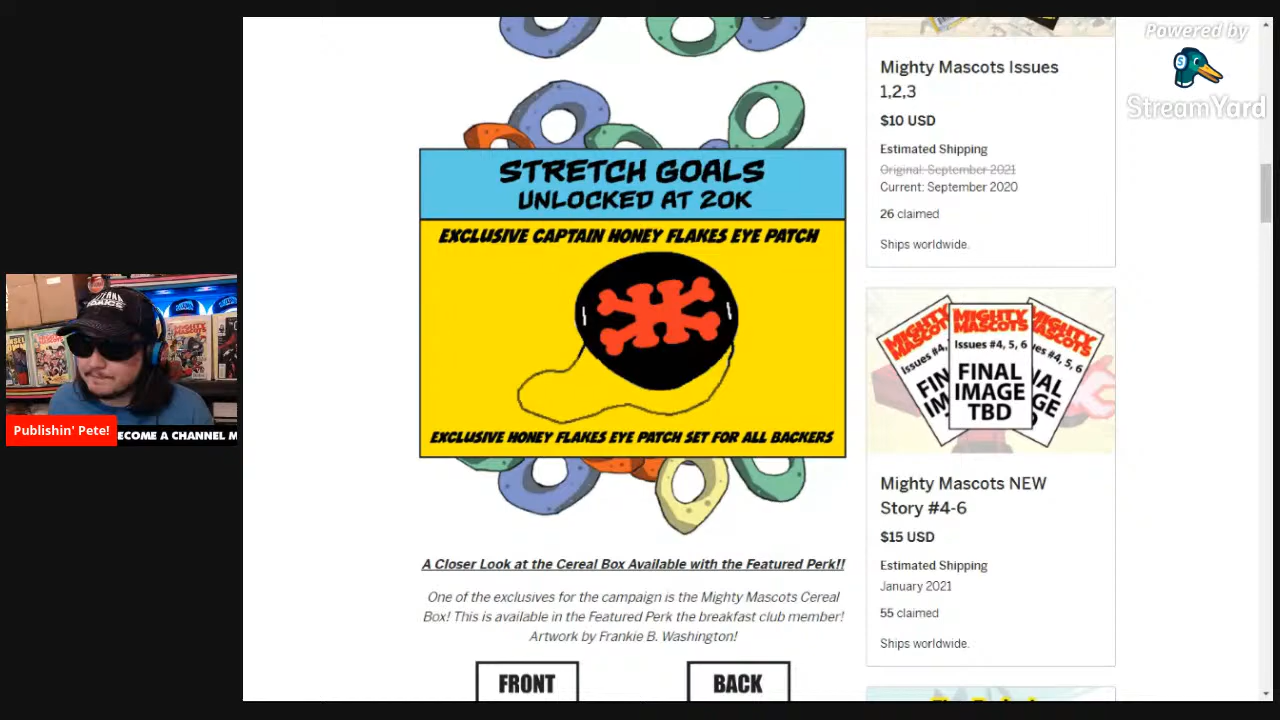 STRETCH GOALS
UNLOCKED AT 20K
EXCLUSIVE CAPTAIN HONEY FLAKES EYE PATCH
EXCLUSIVE HONEY FLAKES EYE PATCH SET FOR ALL BACKERS
A Closer Look at the Cereal Box Available with the Featured Perk!!
One of the exclusives for the campaign is the Mighty Mascots Cereal
Box! This is available in the Featured Perk the breakfast club member!
Artwork by Frankie B. Washington!
FRONT
BACK
Mighty Mascots Issues
1,2,3
$10 USD
Estimated Shipping
Original: September 2021
Current: September 2020
26 claimed
Ships worldwide.
MIGHTY
MASCOTS
Issues #4, 5, 6
FINAL
IMAGE
TBD
Mighty Mascots NEW
Story #4-6
$15 USD
Estimated Shipping
January 2021
55 claimed
Ships worldwide.
Powered by
S
StreamYard
Publishin' Pete!
ECOME A CHANNEL M